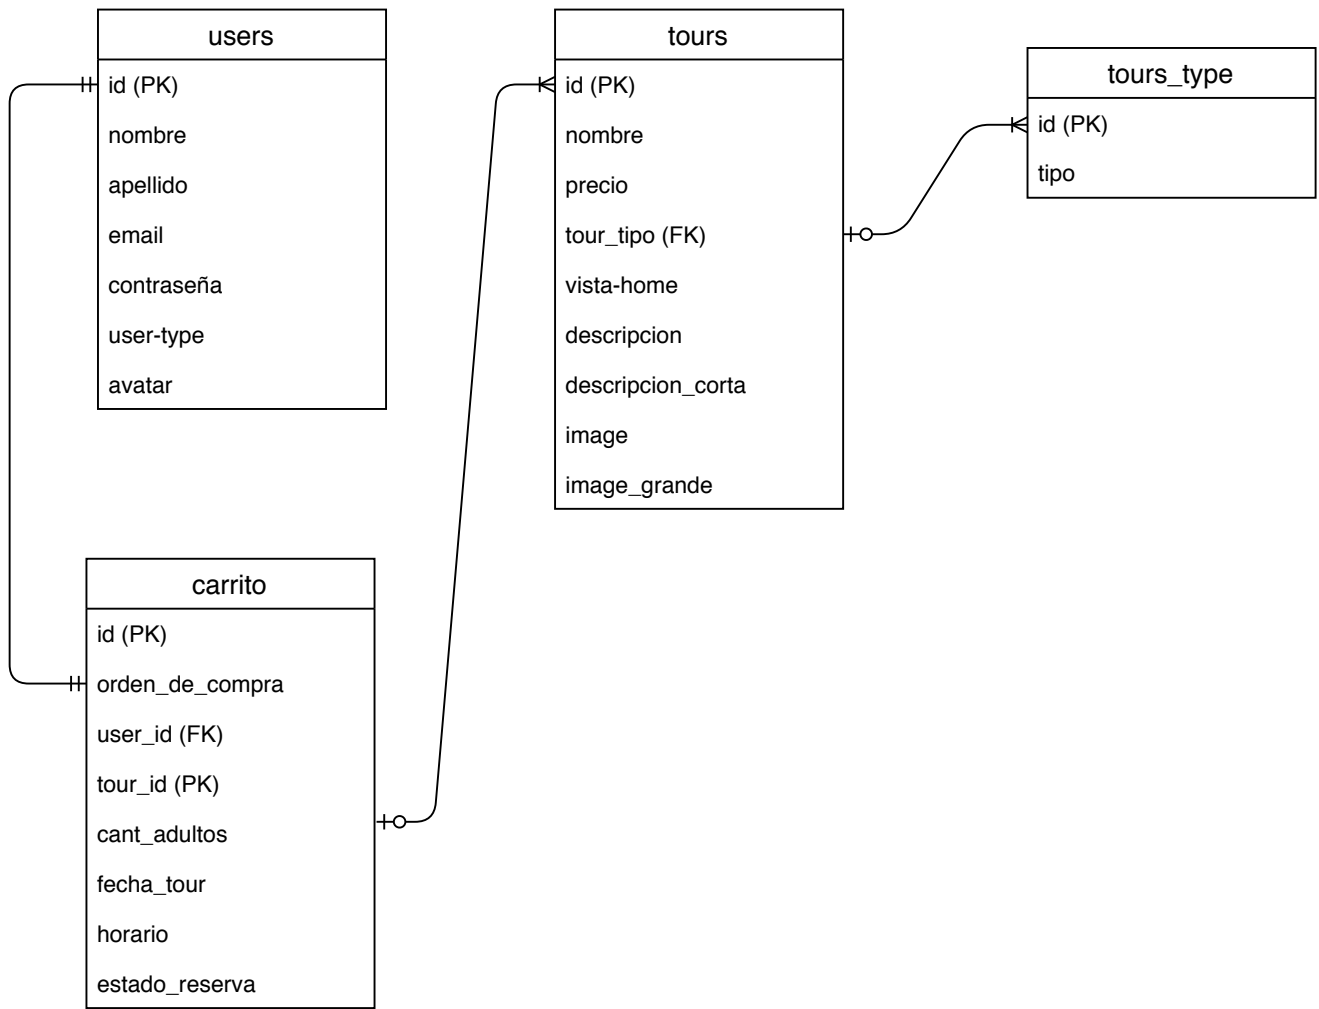 users
id (PK)
nombre
apellido
email
contraseña
user-type
avatar
tours
id (PK)
nombre
precio
tour_tipo (FK)
vista-home
descripcion
descripcion_corta
image
image_grande
tours_type
id (PK)
tipo
carrito
id (PK)
orden_de_compra
user_id (FK)
tour_id (PK)
cant_adultos
fecha_tour
horario
estado_reserva